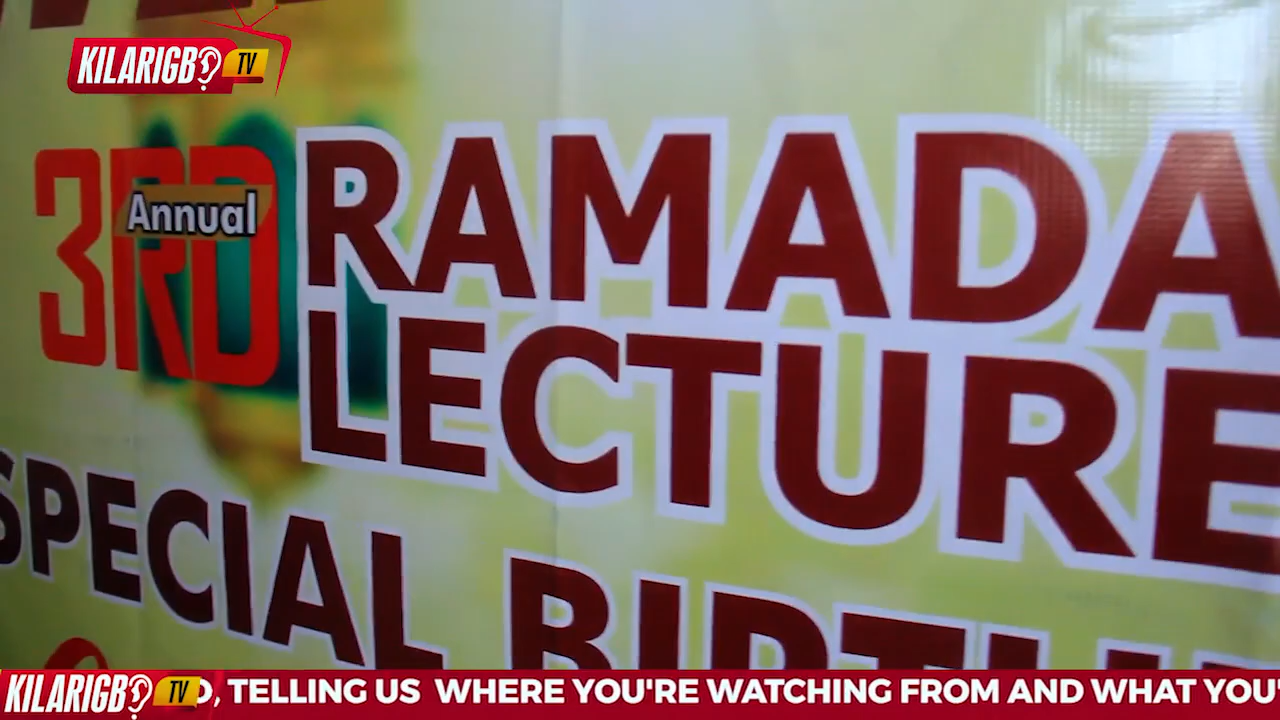 KILARIGBO TV
3RD
Annual
RAMADA
LECTURE
SPECIAL BIRTH
KILARIGBO TV
, TELLING US WHERE YOU'RE WATCHING FROM AND WHAT YOU'